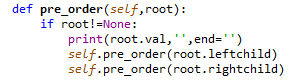 def pre_order(self,root):
    if root!=None:
        print(root.val,'',end='')
        self.pre_order(root.leftchild)
        self.pre_order(root.rightchild)